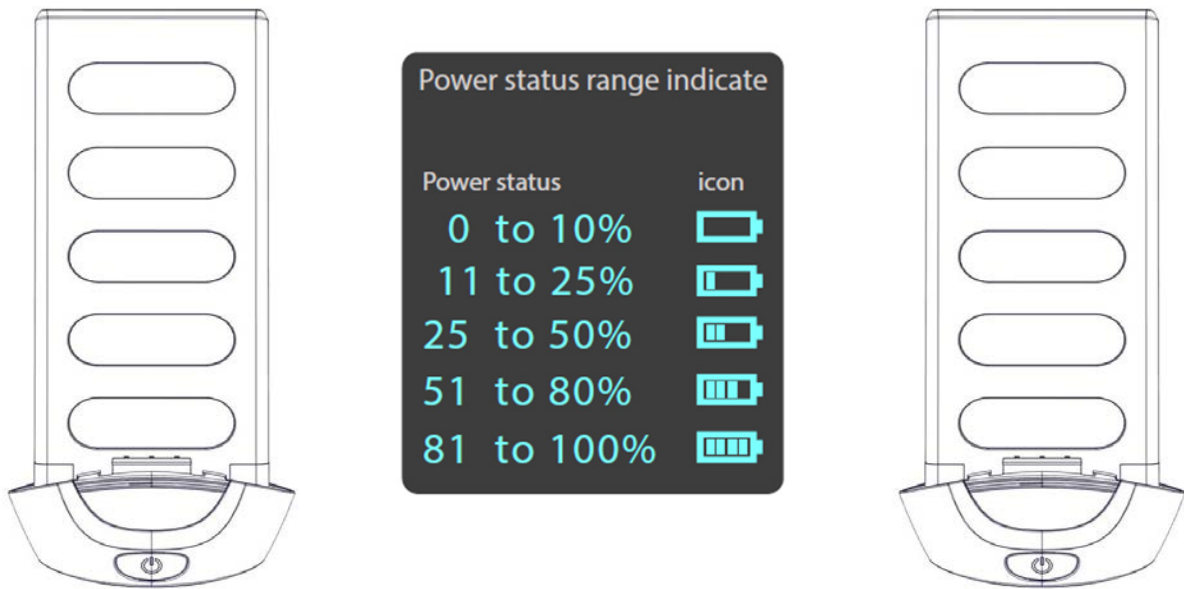 Power status range indicate
Power status icon
0 to 10%
11 to 25%
25 to 50%
51 to 80%
81 to 100%